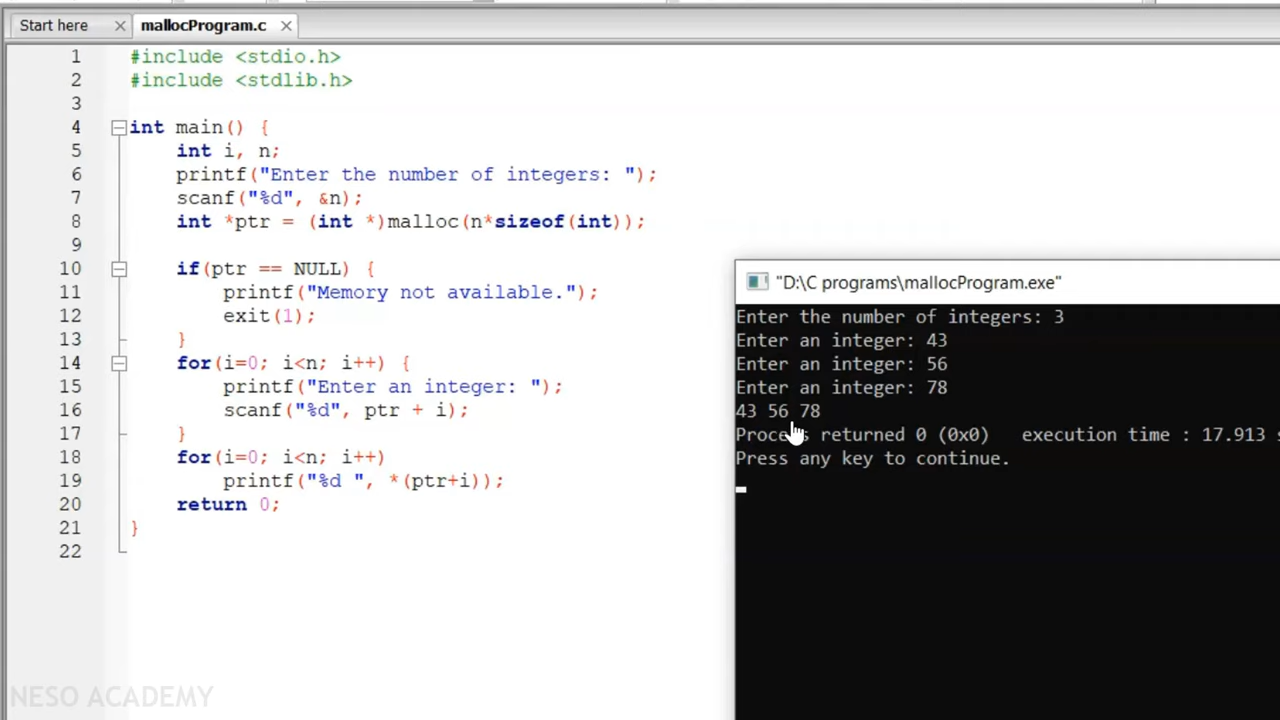 Start here
mallocProgram.c
1 #include <stdio.h>
2 #include <stdlib.h>
3
4 int main() {
5 int i, n;
6 printf("Enter the number of integers: ");
7 scanf("%d", &n);
8 int *ptr = (int *)malloc(n*sizeof(int));
9
10 if(ptr == NULL) {
11 printf("Memory not available.");
12 exit(1);
13 }
14 for(i=0; i<n; i++) {
15 printf("Enter an integer: ");
16 scanf("%d", ptr + i);
17 }
18 for(i=0; i<n; i++)
19 printf("%d ", *(ptr+i));
20 return 0;
21 }
22
"D:\C programs\mallocProgram.exe"
Enter the number of integers: 3
Enter an integer: 43
Enter an integer: 56
Enter an integer: 78
43 56 78
Process returned 0 (0x0) execution time : 17.913 s
Press any key to continue.
NESO ACADEMY